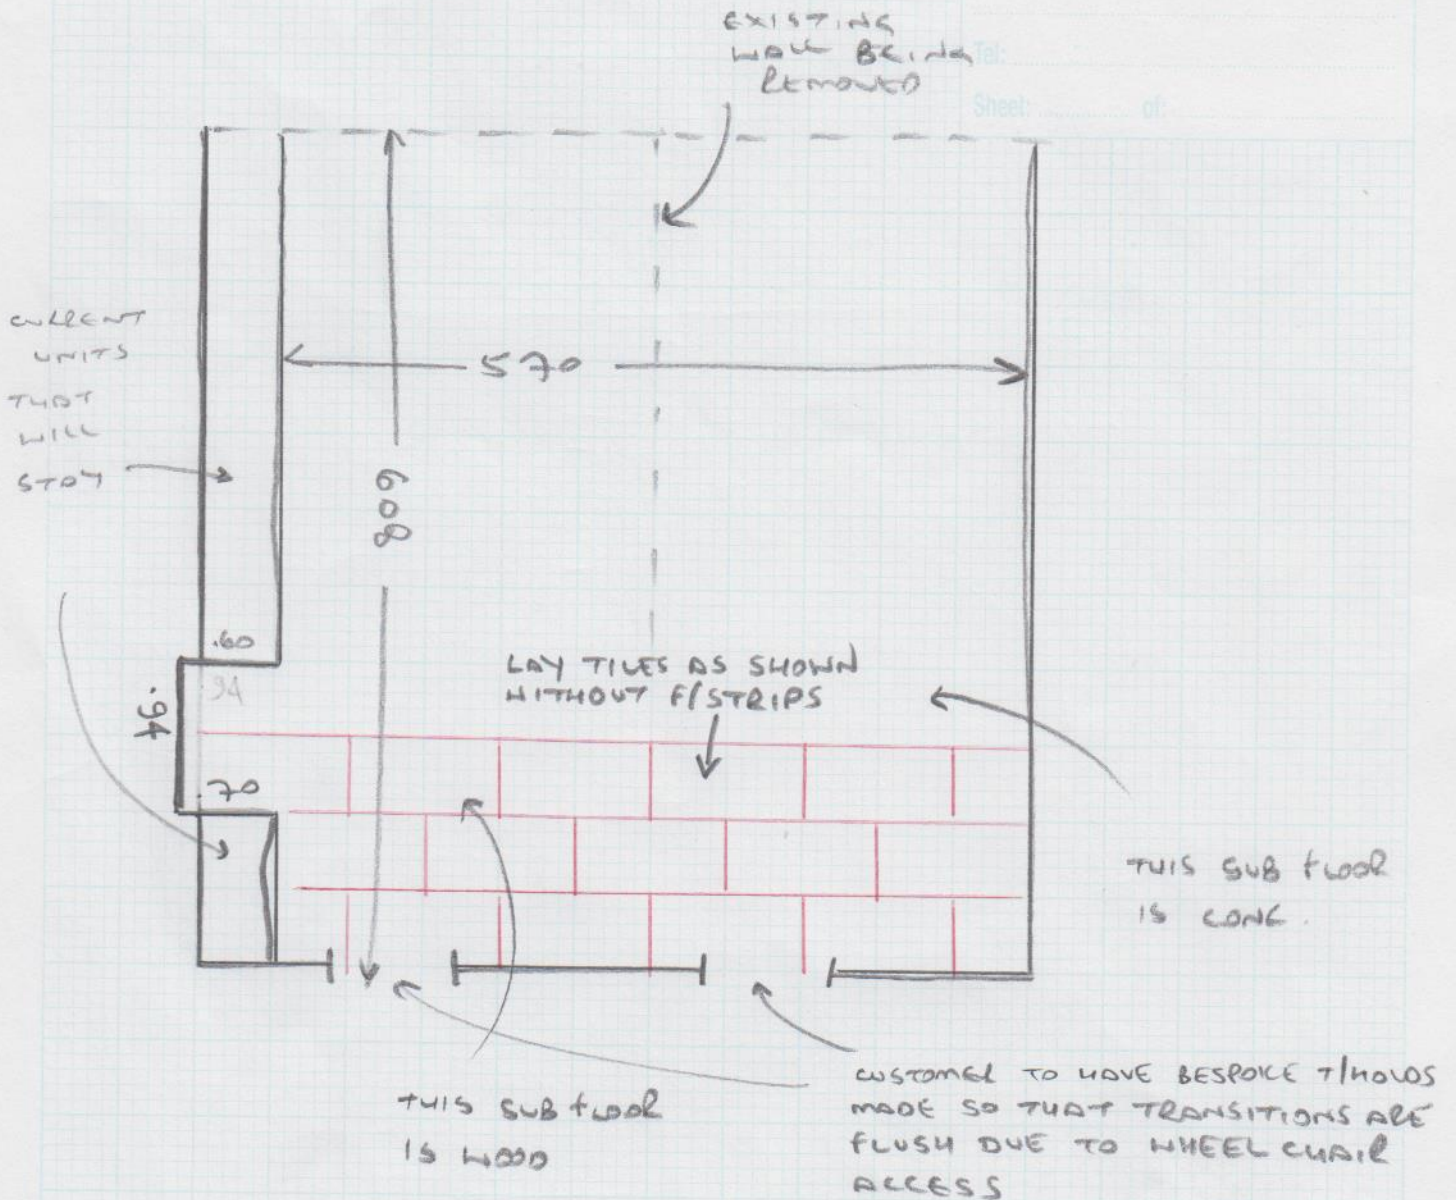 EXISTING
WALL BEING
REMOVED
Tel:
Sheet: of:
CURRENT
UNITS
THAT
WILL
STAY
570
608
.60
.94
.94
.70
LAY TILES AS SHOWN
WITHOUT F/STRIPS
THIS SUB FLOOR
IS CONC.
THIS SUB FLOOR
IS WOOD
CUSTOMER TO HAVE BESPOKE T/HOLDS
MADE SO THAT TRANSITIONS ARE
FLUSH DUE TO WHEEL CHAIR
ACCESS